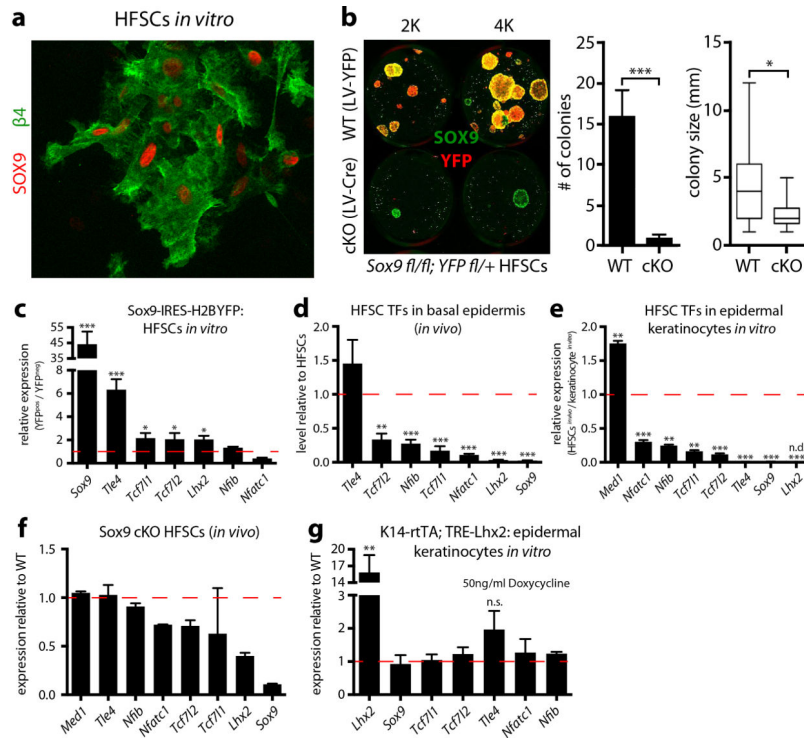 a
HFSCs in vitro
SOX9 β4
b
2K 4K
WT (LV-YFP)
cKO (LV-Cre)
SOX9
YFP
Sox9 fl/fl; YFP fl/+ HFSCs
# of colonies
25
20
15
10
5
0
***
WT cKO
colony size (mm)
15
10
5
0
*
WT cKO
c
Sox9-IRES-H2BYFP:
HFSCs in vitro
relative expression
(YFPpos / YFPneg)
55
45
35
25
15
8
6
4
2
0
*** *** * * *
Sox9 Tle4 Tcf7l1 Tcf7l2 Lhx2 Nfib Nfatc1
d
HFSC TFs in basal epidermis
(in vivo)
level relative to HFSCs
2.0
1.5
1.0
0.5
0.0
** *** *** *** *** ***
Tle4 Tcf7l2 Nfib Tcf7l1 Nfatc1 Lhx2 Sox9
e
HFSC TFs in epidermal
keratinocytes in vitro
relative expression
(HFSCs in vivo / keratinocyte in vitro)
2.0
1.5
1.0
0.5
0.0
** *** ** ** *** *** *** ***
n.d
Med1 Nfatc1 Nfib Tcf7l1 Tcf7l2 Tle4 Sox9 Lhx2
f
Sox9 cKO HFSCs (in vivo)
expression relative to WT
1.5
1.0
0.5
0.0
Med1 Tle4 Nfib Nfatc1 Tcf7l2 Tcf7l1 Lhx2 Sox9
g
K14-rtTA; TRE-Lhx2: epidermal
keratinocytes in vitro
50ng/ml Doxycycline
expression relative to WT
20
17
14
3
2
1
0
**
n.s.
Lhx2 Sox9 Tcf7l1 Tcf7l2 Tle4 Nfatc1 Nfib